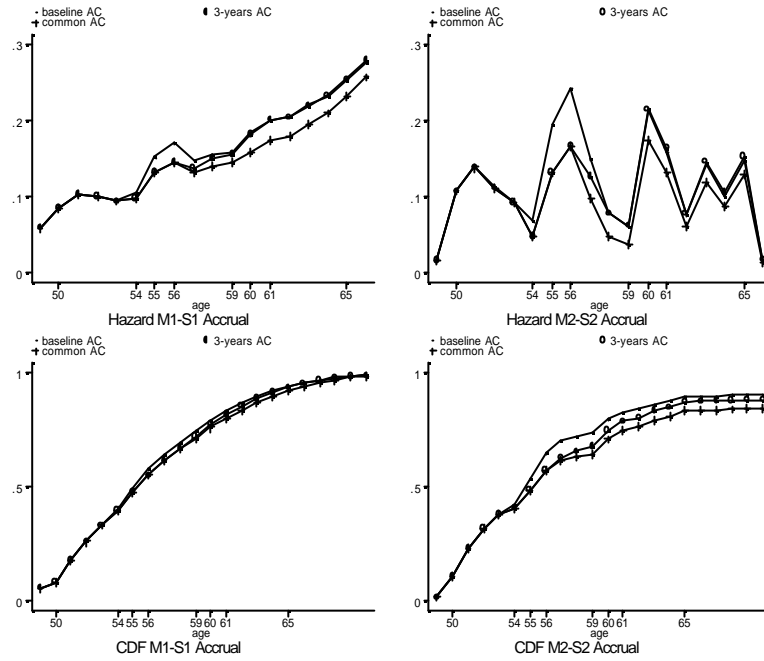 baseline AC 3-years AC
common AC
.3
.2
.1
0
50 54 55 56 59 60 61 65
age
Hazard M1-S1 Accrual
baseline AC 3-years AC
common AC
.3
.2
.1
0
50 54 55 56 59 60 61 65
age
Hazard M2-S2 Accrual
baseline AC 3-years AC
common AC
1
.5
0
50 54 55 56 59 60 61 65
age
CDF M1-S1 Accrual
baseline AC 3-years AC
common AC
1
.5
0
50 54 55 56 59 60 61 65
age
CDF M2-S2 Accrual